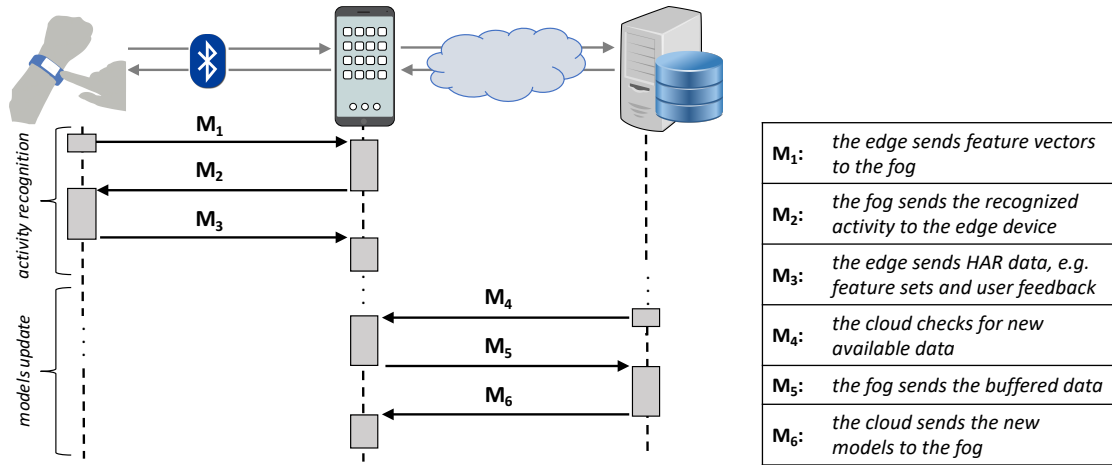 activity recognition
models update
M1
M2
M3
M4
M5
M6
M1: the edge sends feature vectors
to the fog
M2: the fog sends the recognized
activity to the edge device
M3: the edge sends HAR data, e.g.
feature sets and user feedback
M4: the cloud checks for new
available data
M5: the fog sends the buffered data
M6: the cloud sends the new
models to the fog